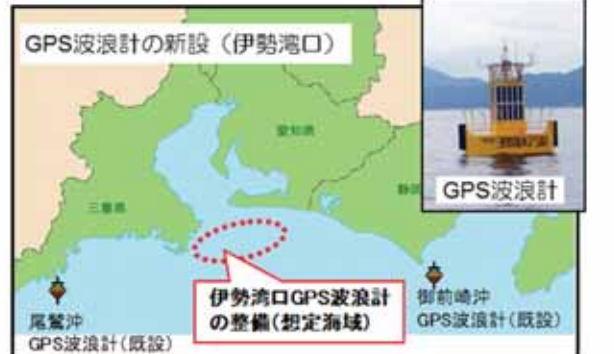 GPS波浪計の新設（伊勢湾口）
GPS波浪計
愛知県
三重県
伊勢湾口GPS波浪計
の整備(想定海域)
尾鷲沖
GPS波浪計(既設)
御前崎沖
GPS波浪計(既設)